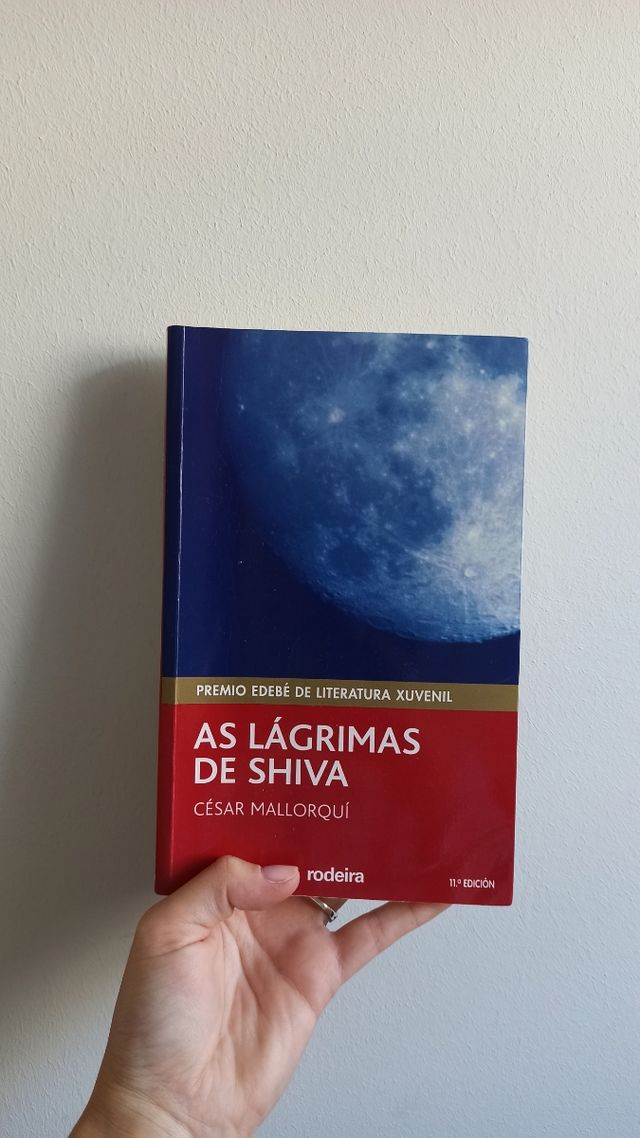 PREMIO EDEBÉ DE LITERATURA XUVENIL
AS LÁGRIMAS
DE SHIVA
CÉSAR MALLORQUÍ
rodeira
11.º EDICIÓN